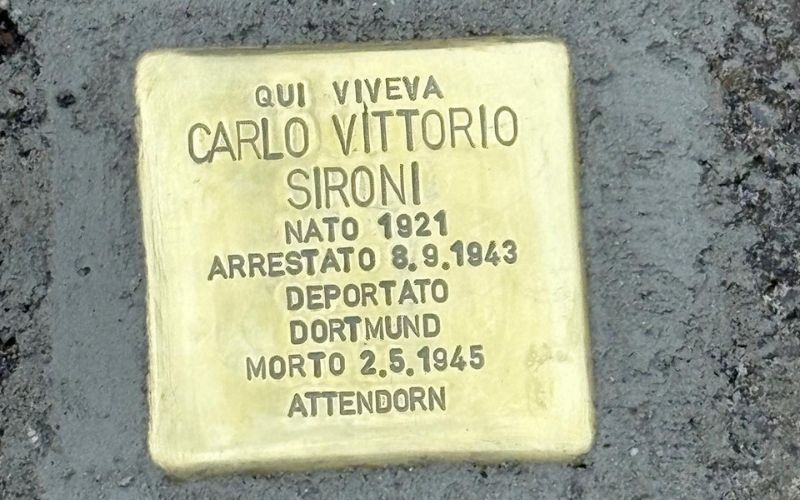 QUI VIVEVA
CARLO VITTORIO
SIRONI
NATO 1921
ARRESTATO 8.9.1943
DEPORTATO
DORTMUND
MORTO 2.5.1945
ATTENDORN